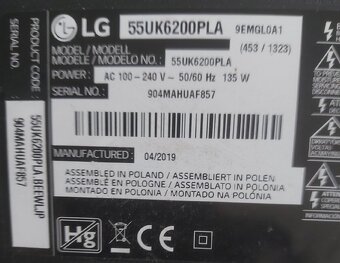 LG 55UK6200PLA 9EMGL0A1
MODEL / MODELL
MODELE / MODELO NO. : 55UK6200PLA (453 / 1323)
POWER : AC 100 - 240 V ~ 50/60 Hz 135 W
SERIAL NO. : 904MAHUAF857
MANUFACTURED : 04/2019
ASSEMBLED IN POLAND / ASSEMBLIERT IN POLEN
ASSEMBLÉ EN POLOGNE / ASSEMBLATO IN POLONIA
MONTADO EN POLONIA / MONTADO NA POLÓNIA
Hg
PRODUCT CODE : 55UK6200PLA.BEEWLJP
SERIAL NO : 904MAHUAF857